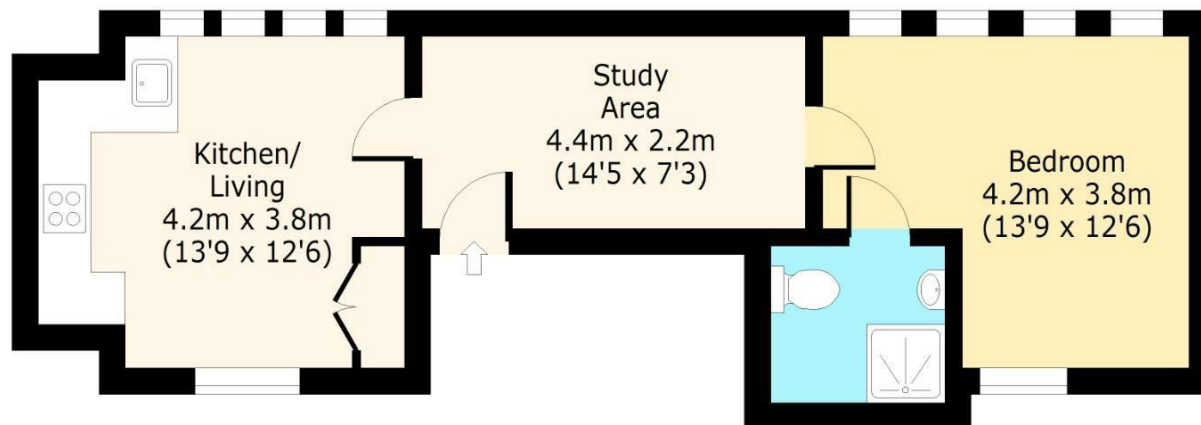 Kitchen/
Living
4.2m x 3.8m
(13'9 x 12'6)
Study
Area
4.4m x 2.2m
(14'5 x 7'3)
Bedroom
4.2m x 3.8m
(13'9 x 12'6)